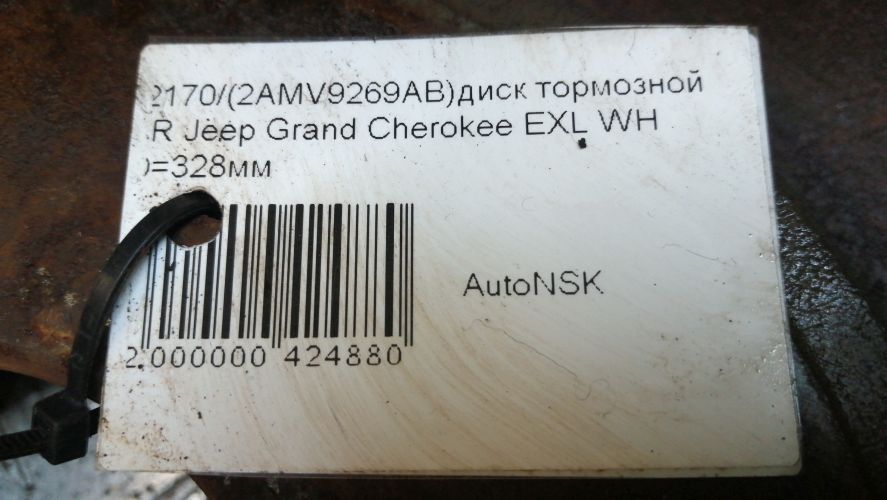 2170/(2AMV9269AB)диск тормозной
R Jeep Grand Cherokee EXL WH
)=328мм
AutoNSK
2 000000 424880